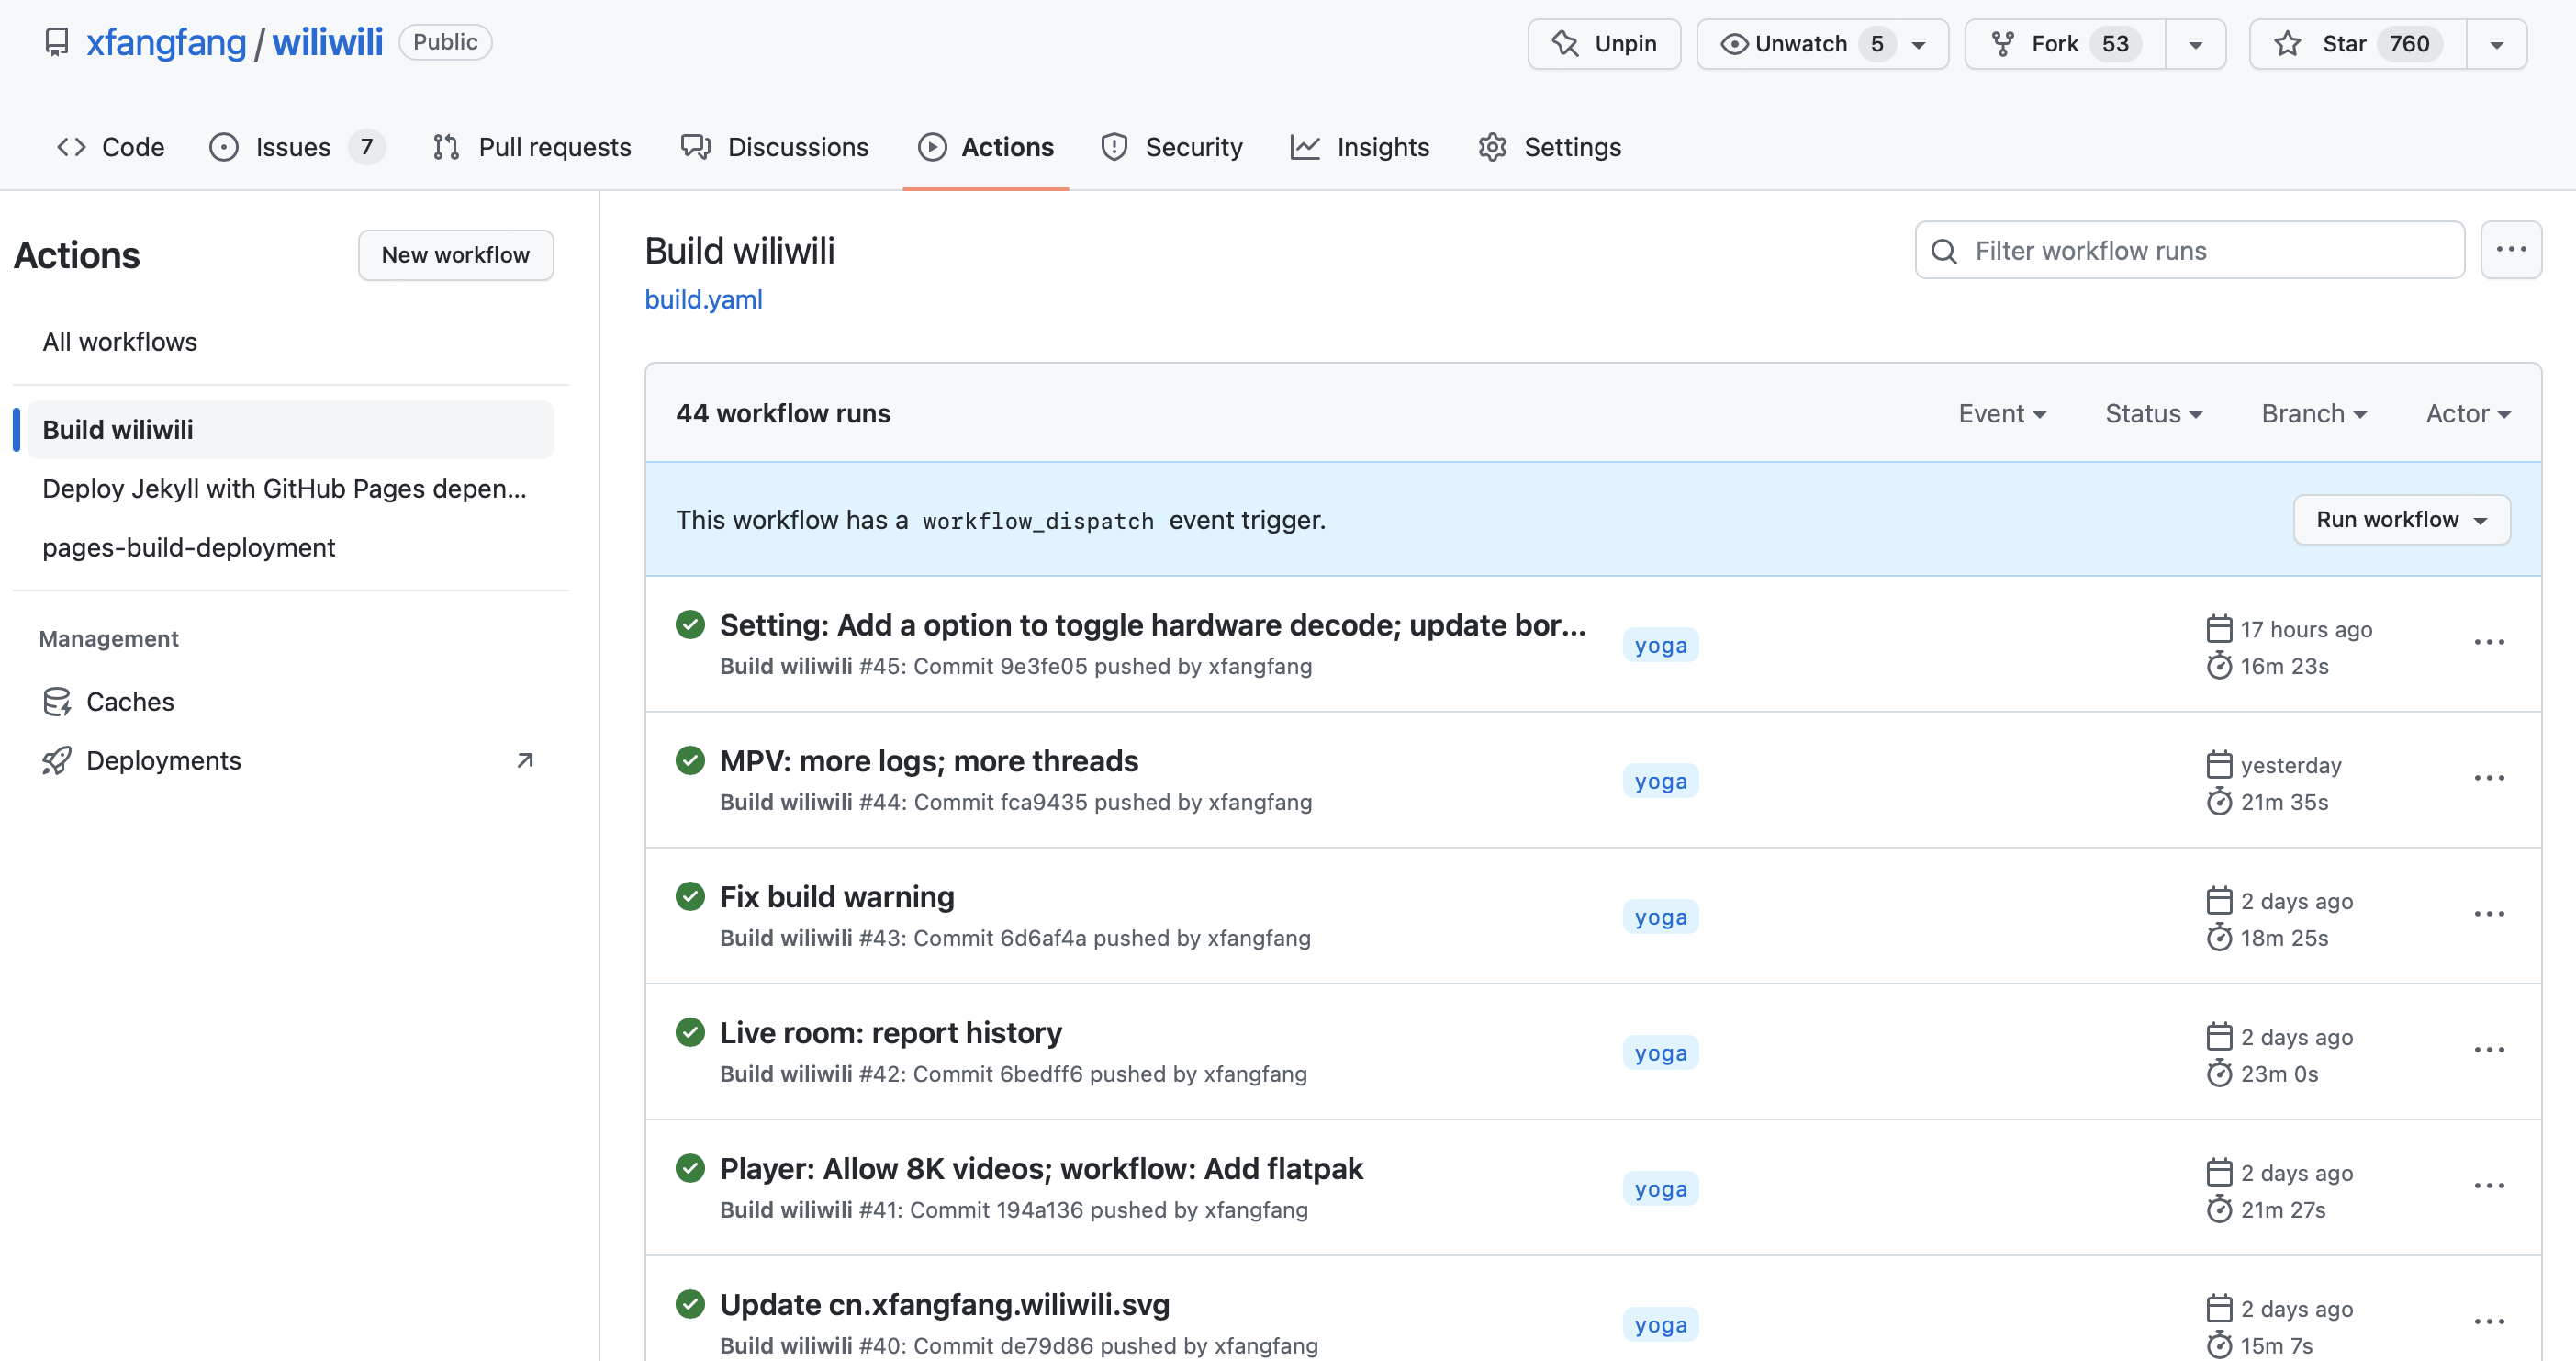 xfangfang / wiliwili Public
Unpin Unwatch 5 Fork 53 Star 760
Code Issues 7 Pull requests Discussions Actions Security Insights Settings
Actions New workflow
All workflows
Build wiliwili
Deploy Jekyll with GitHub Pages depen...
pages-build-deployment
Management
Caches
Deployments
Build wiliwili
build.yaml
Filter workflow runs
44 workflow runs Event Status Branch Actor
This workflow has a workflow_dispatch event trigger. Run workflow
Setting: Add a option to toggle hardware decode; update bor...
Build wiliwili #45: Commit 9e3fe05 pushed by xfangfang
yoga
17 hours ago
16m 23s
MPV: more logs; more threads
Build wiliwili #44: Commit fca9435 pushed by xfangfang
yoga
yesterday
21m 35s
Fix build warning
Build wiliwili #43: Commit 6d6af4a pushed by xfangfang
yoga
2 days ago
18m 25s
Live room: report history
Build wiliwili #42: Commit 6bedff6 pushed by xfangfang
yoga
2 days ago
23m 0s
Player: Allow 8K videos; workflow: Add flatpak
Build wiliwili #41: Commit 194a136 pushed by xfangfang
yoga
2 days ago
21m 27s
Update cn.xfangfang.wiliwili.svg
Build wiliwili #40: Commit de79d86 pushed by xfangfang
yoga
2 days ago
15m 7s